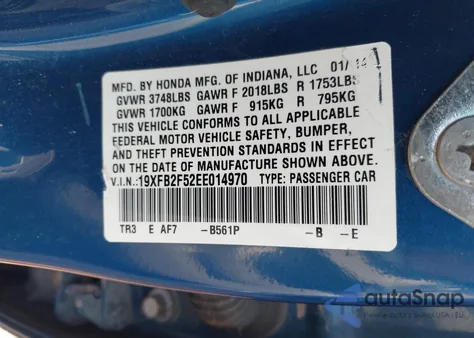 MFD. BY HONDA MFG. OF INDIANA, LLC 01/14
GVWR 3748LBS GAWR F 2018LBS R 1753LBS
GVWR 1700KG GAWR F 915KG R 795KG
THIS VEHICLE CONFORMS TO ALL APPLICABLE
FEDERAL MOTOR VEHICLE SAFETY, BUMPER,
AND THEFT PREVENTION STANDARDS IN EFFECT
ON THE DATE OF MANUFACTURE SHOWN ABOVE.
V.I.N.: 19XFB2F52EE014970 TYPE: PASSENGER CAR
TR3 E AF7 -B561P -B -E
autoSnap